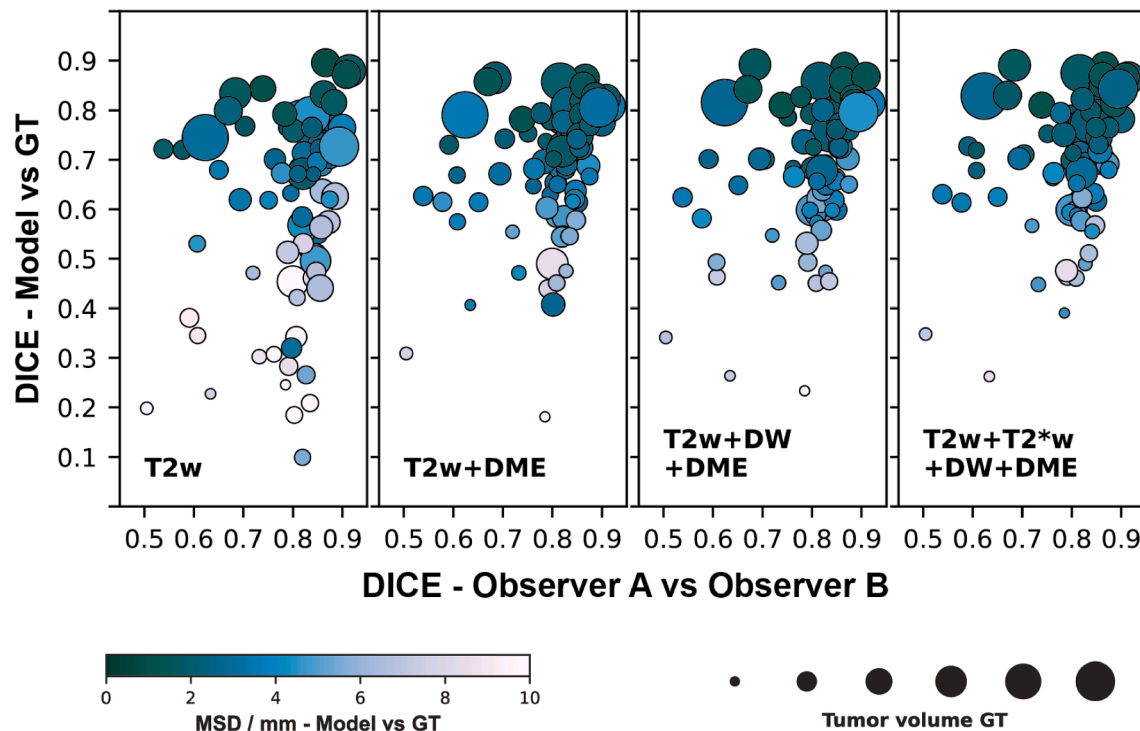 DICE - Model vs GT
0.9
0.8
0.7
0.6
0.5
0.4
0.3
0.2
0.1
T2w
T2w+DME
T2w+DW
+DME
T2w+T2*w
+DW+DME
0.5 0.6 0.7 0.8 0.9
0.5 0.6 0.7 0.8 0.9
0.5 0.6 0.7 0.8 0.9
0.5 0.6 0.7 0.8 0.9
DICE - Observer A vs Observer B
0 2 4 6 8 10
MSD / mm - Model vs GT
Tumor volume GT